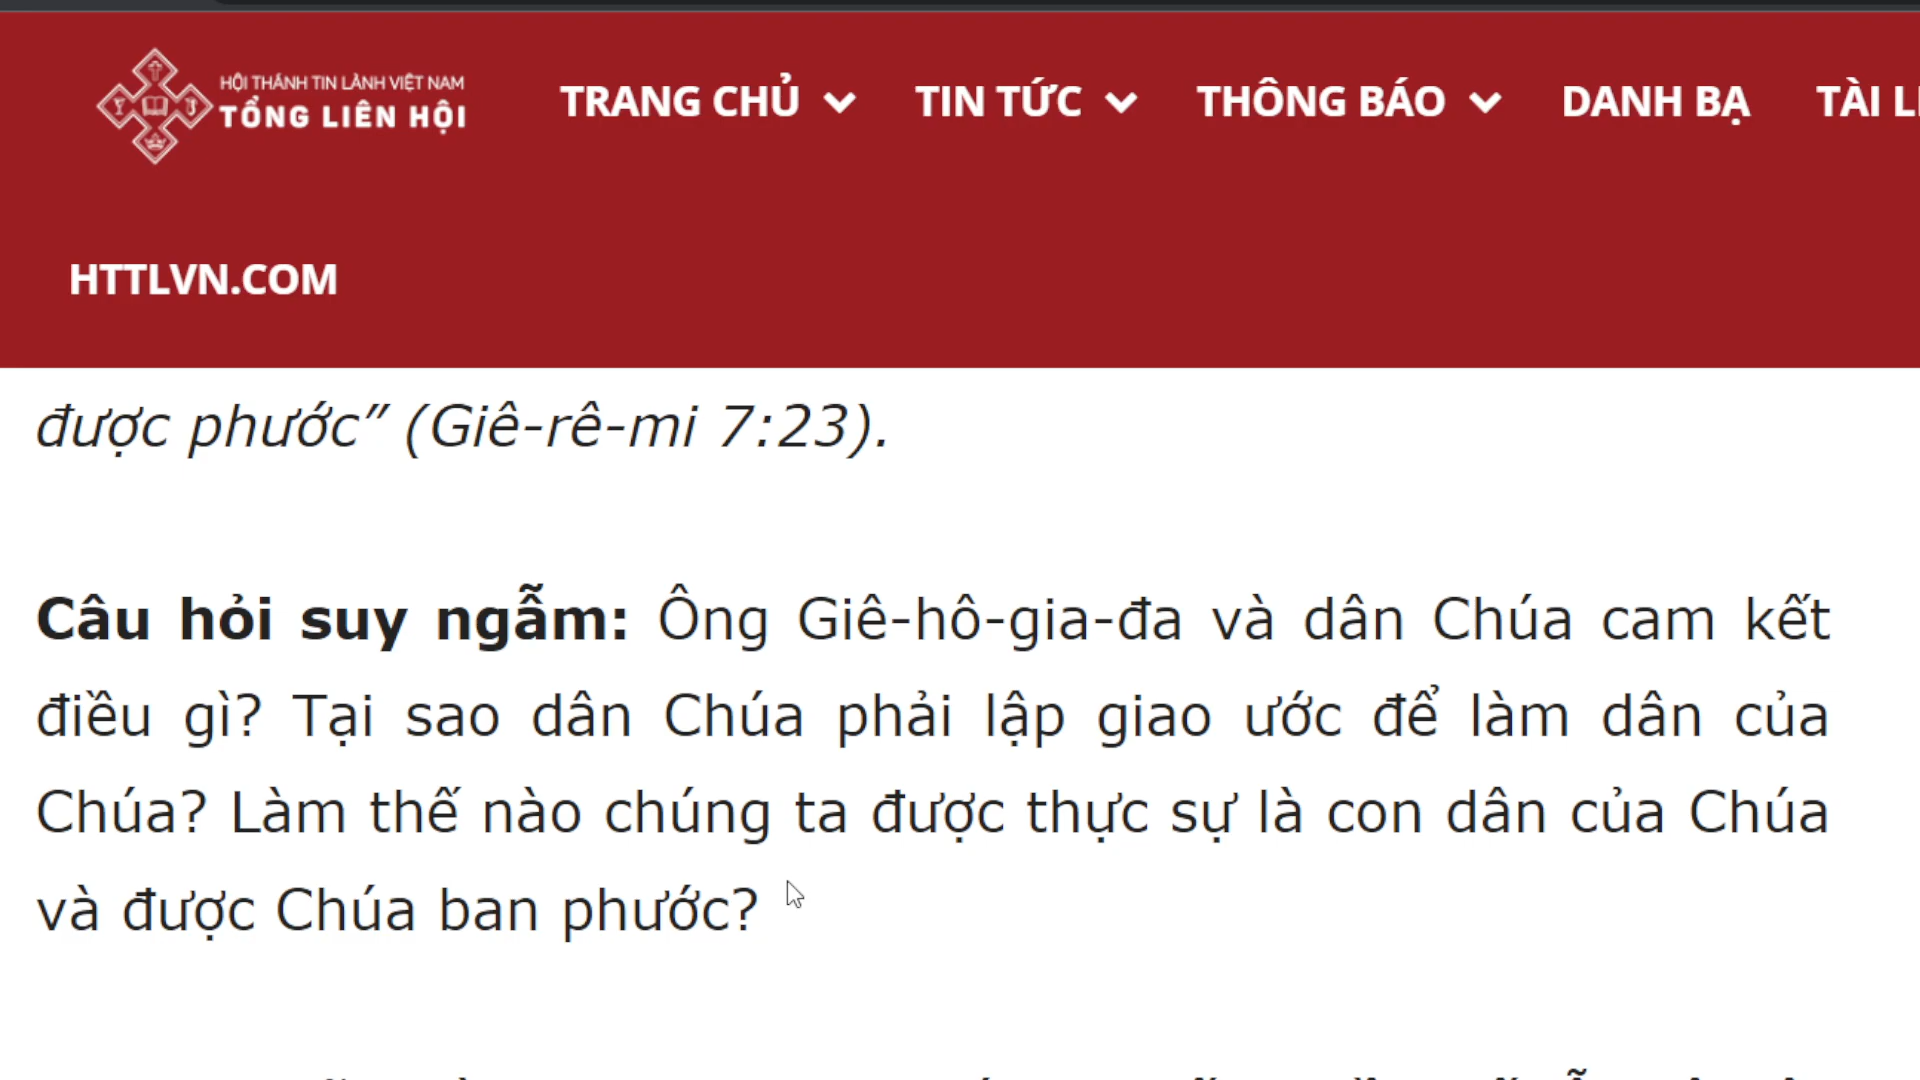 HỘI THÁNH TIN LÀNH VIỆT NAM
TỔNG LIÊN HỘI
TRANG CHỦ TIN TỨC THÔNG BÁO DANH BẠ TÀI
HTTLVN.COM
được phước” (Giê-rê-mi 7:23).
Câu hỏi suy ngẫm: Ông Giê-hô-gia-đa và dân Chúa cam kết
điều gì? Tại sao dân Chúa phải lập giao ước để làm dân của
Chúa? Làm thế nào chúng ta được thực sự là con dân của Chúa
và được Chúa ban phước?